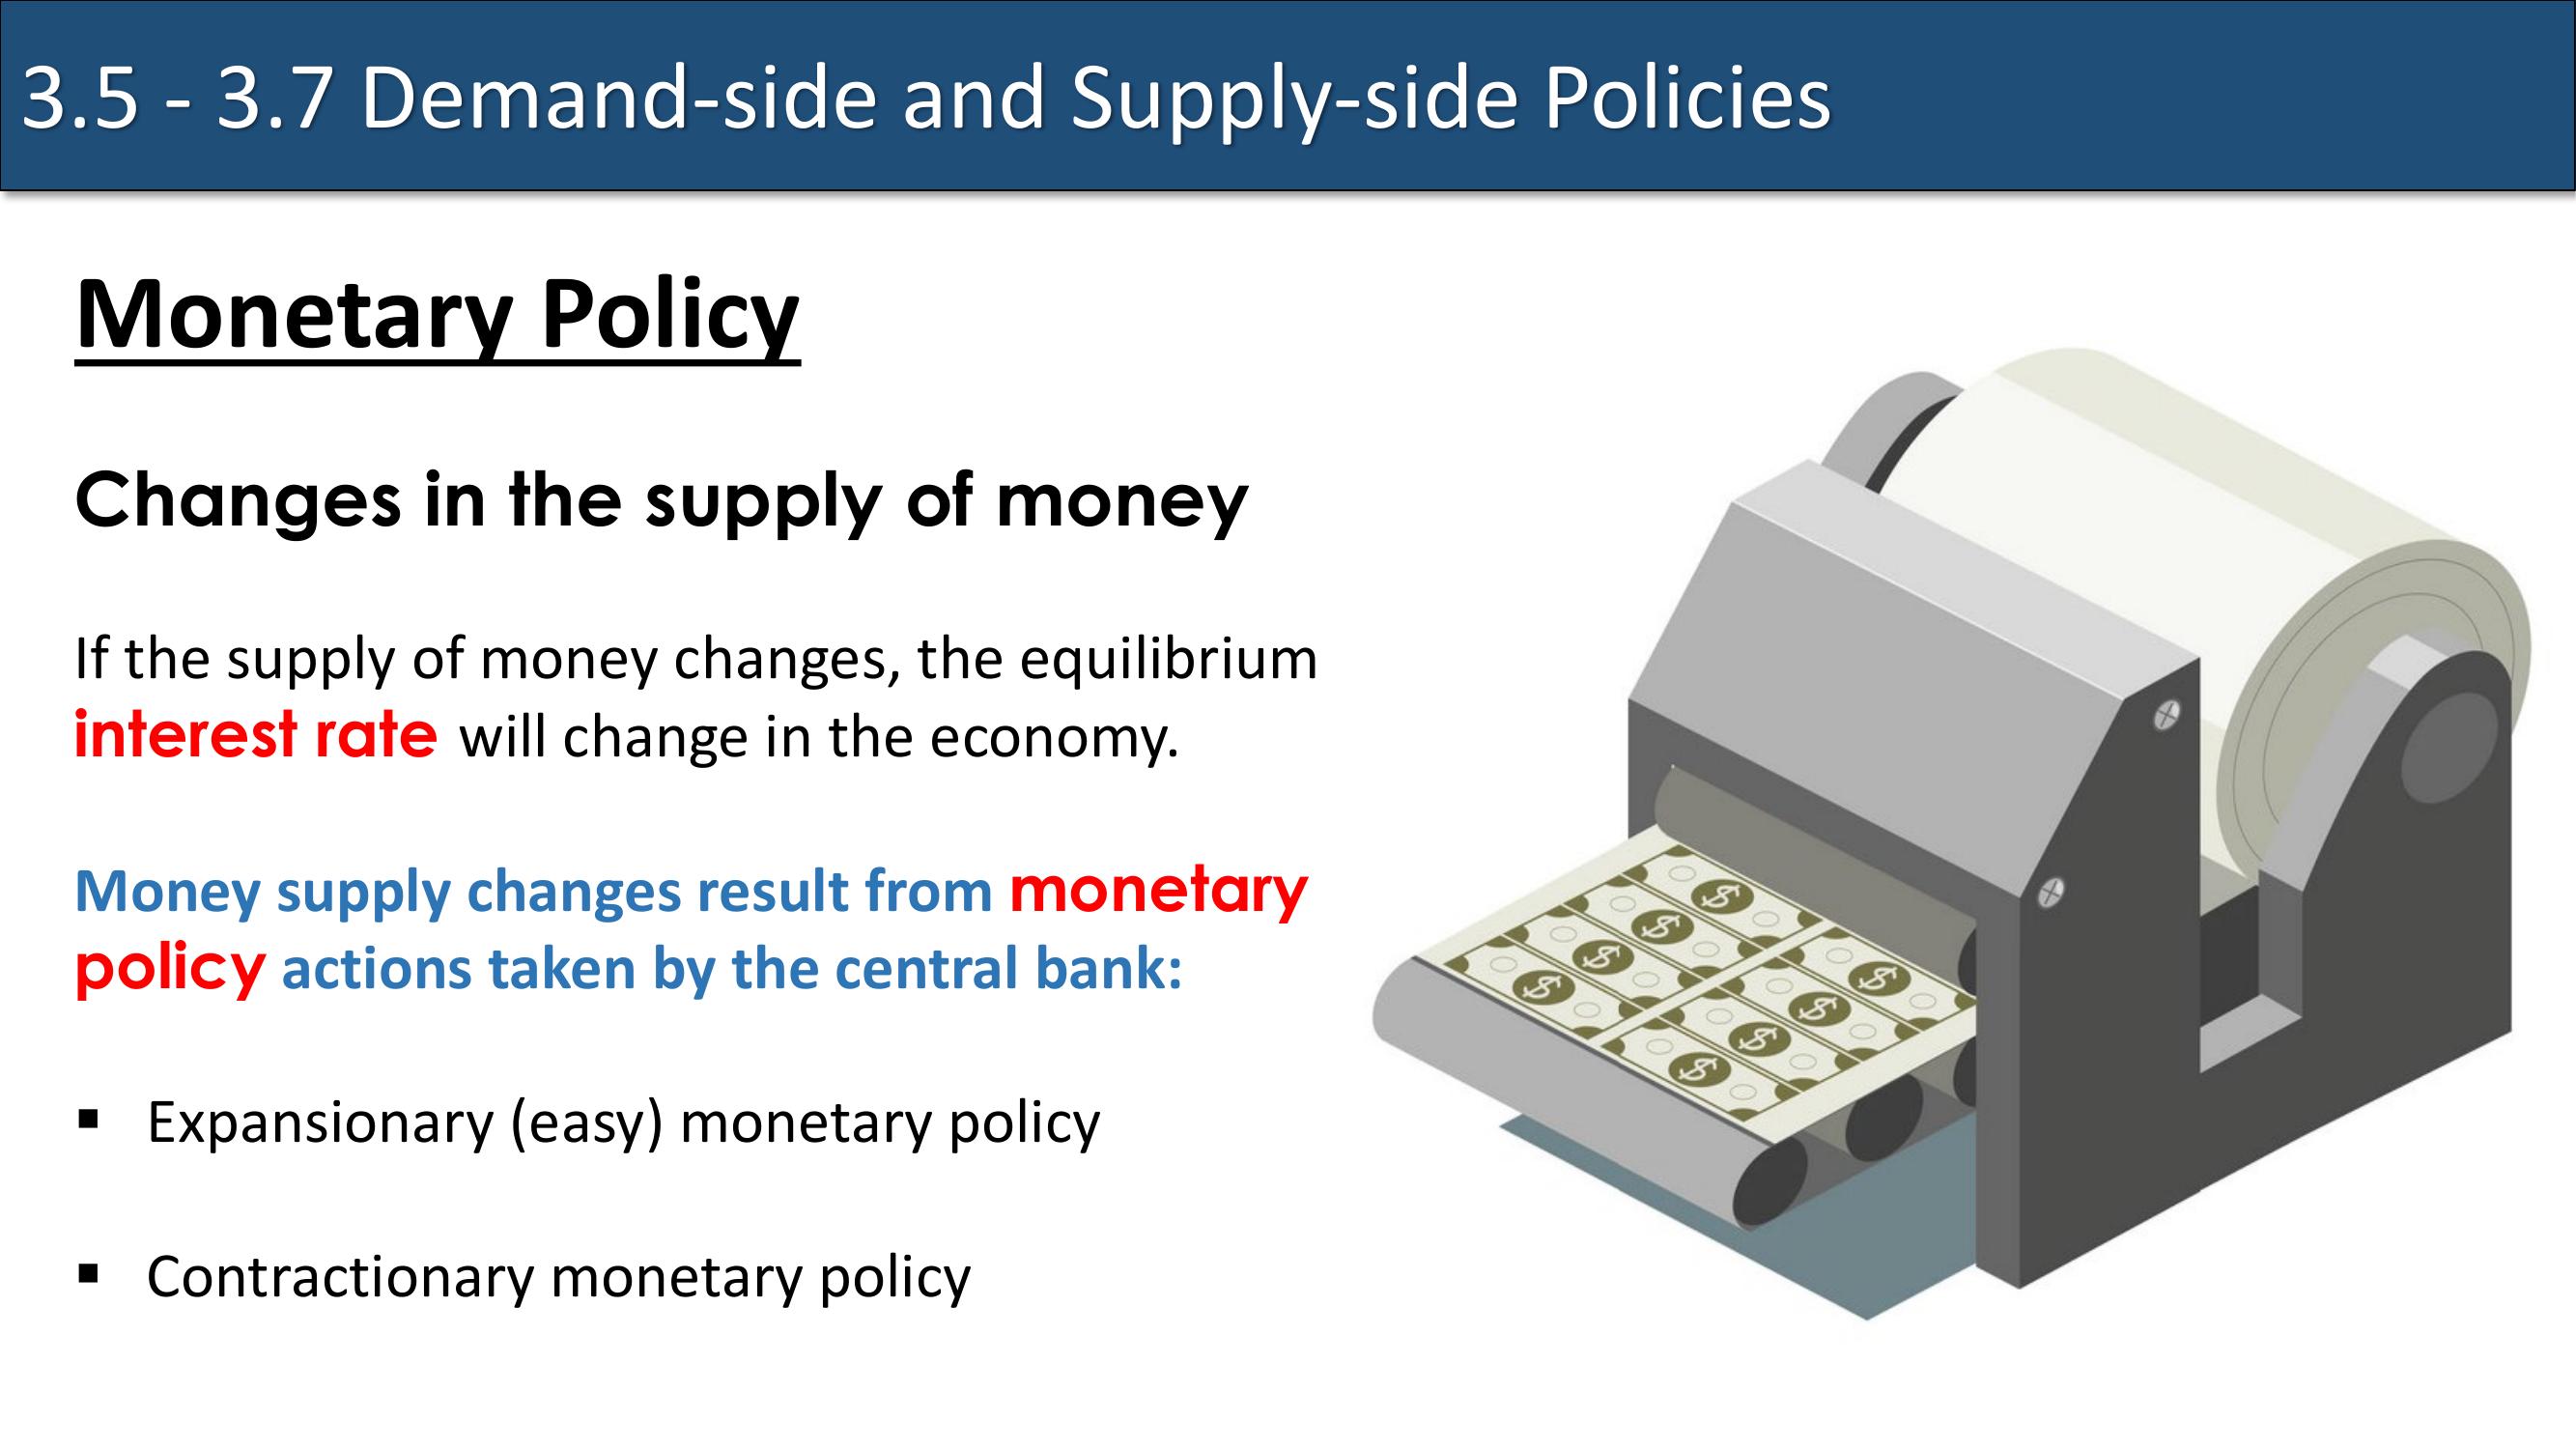 3.5 - 3.7 Demand-side and Supply-side Policies
Monetary Policy
Changes in the supply of money
If the supply of money changes, the equilibrium
interest rate will change in the economy.
Money supply changes result from monetary
policy actions taken by the central bank:
▪ Expansionary (easy) monetary policy
▪ Contractionary monetary policy
$
$
$
$
$
$
$
$